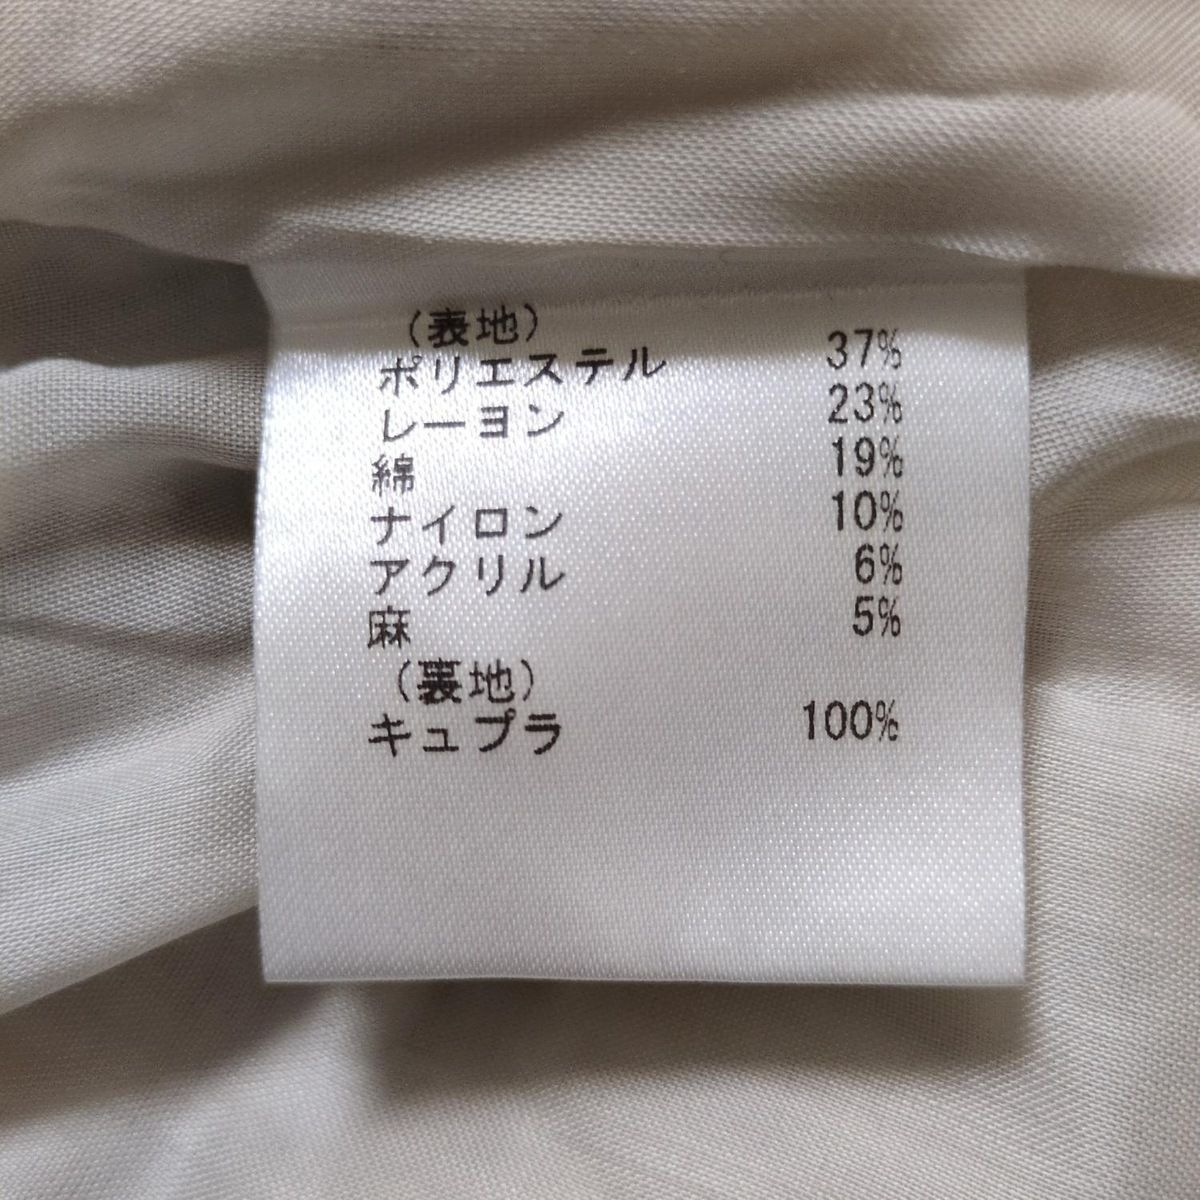 （表地）
ポリエステル 37%
レーヨン 23%
綿 19%
ナイロン 10%
アクリル 6%
麻 5%
（裏地）
キュプラ 100%